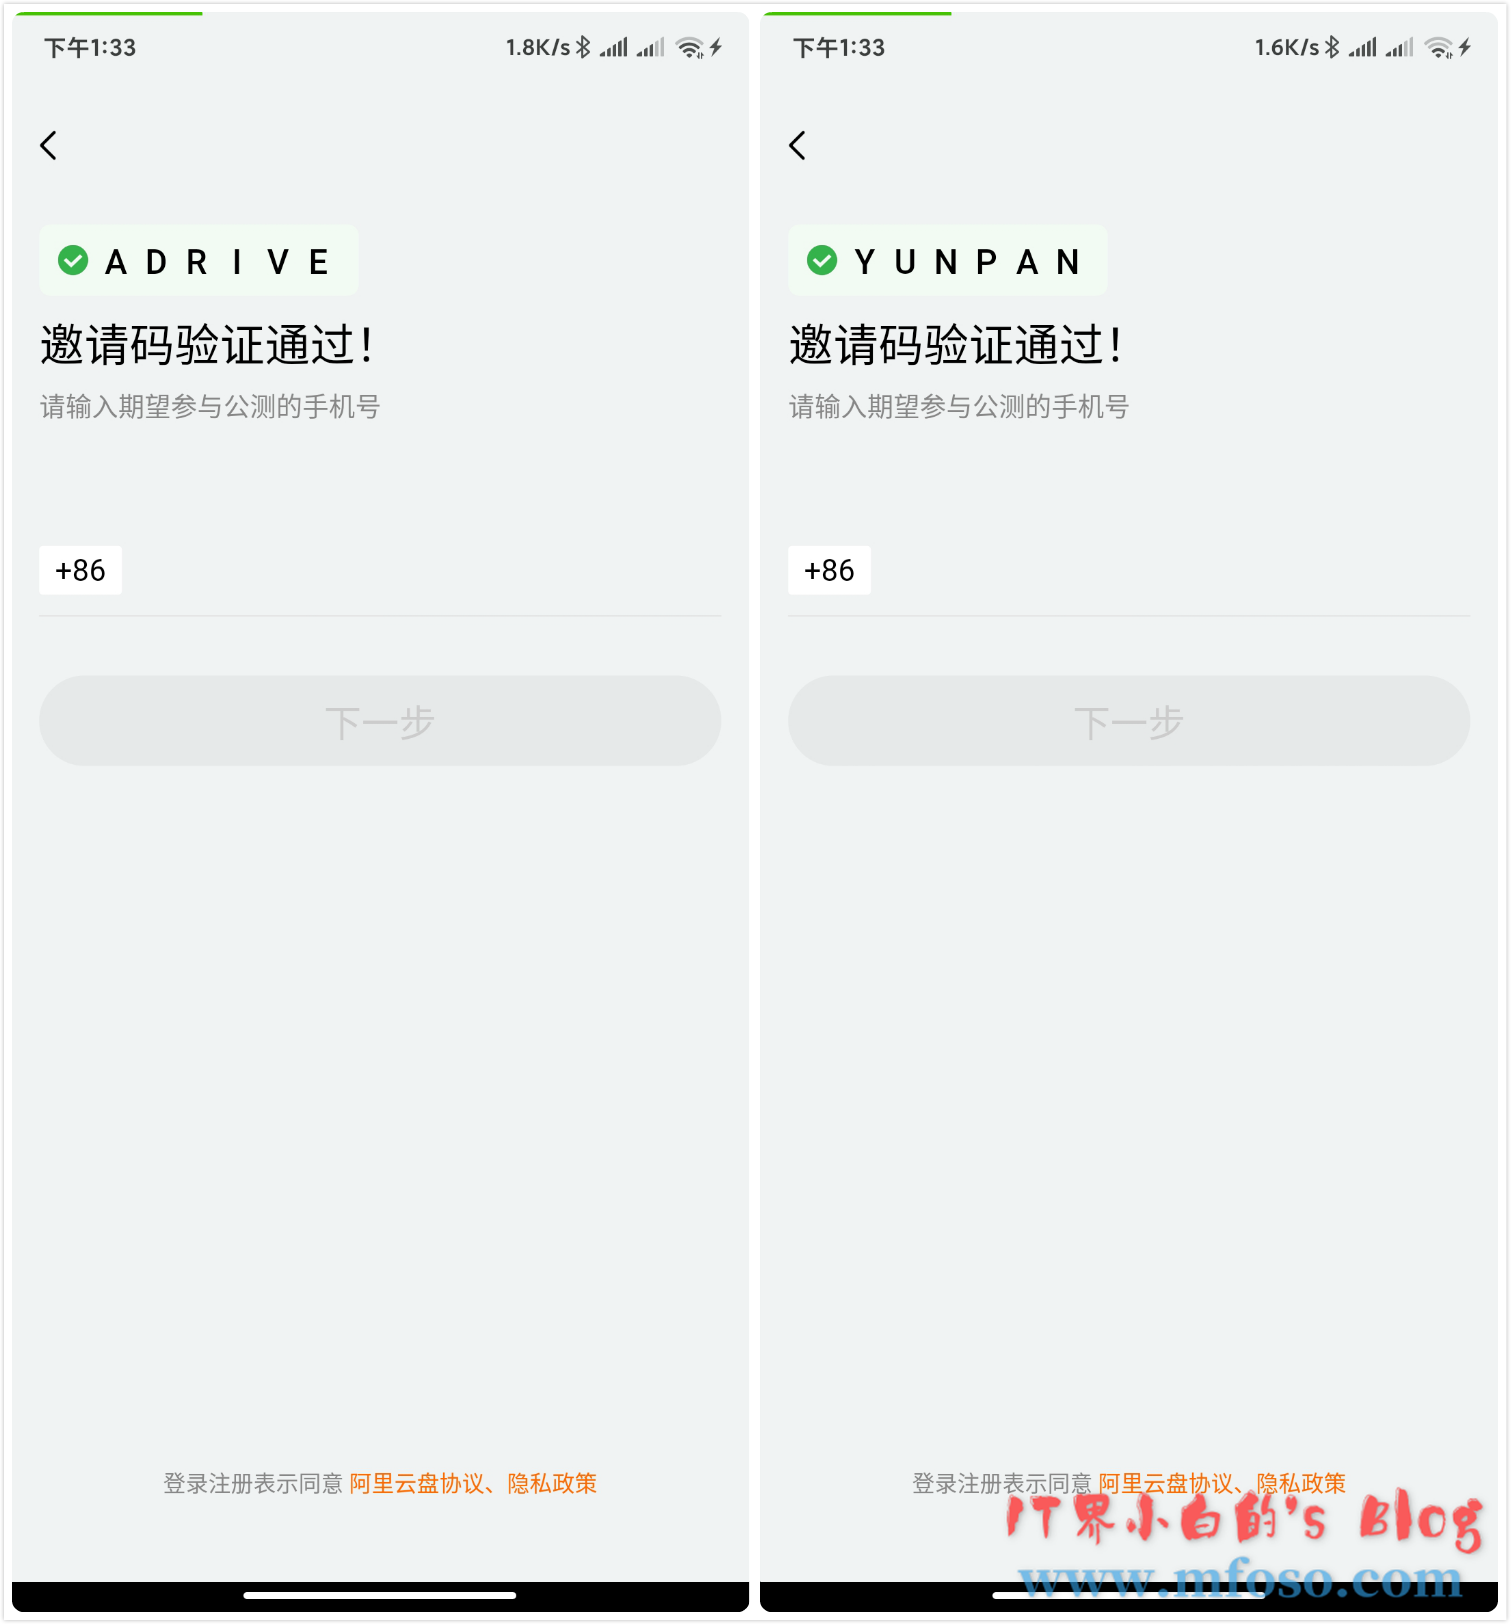 下午1:33
1.8K/s
ADRIVE
邀请码验证通过！
请输入期望参与公测的手机号
+86
下一步
登录注册表示同意 阿里云盘协议、隐私政策
下午1:33
1.6K/s
YUNPAN
邀请码验证通过！
请输入期望参与公测的手机号
+86
下一步
登录注册表示同意 阿里云盘协议、隐私政策
IT界小白的's Blog
www.mfoso.com